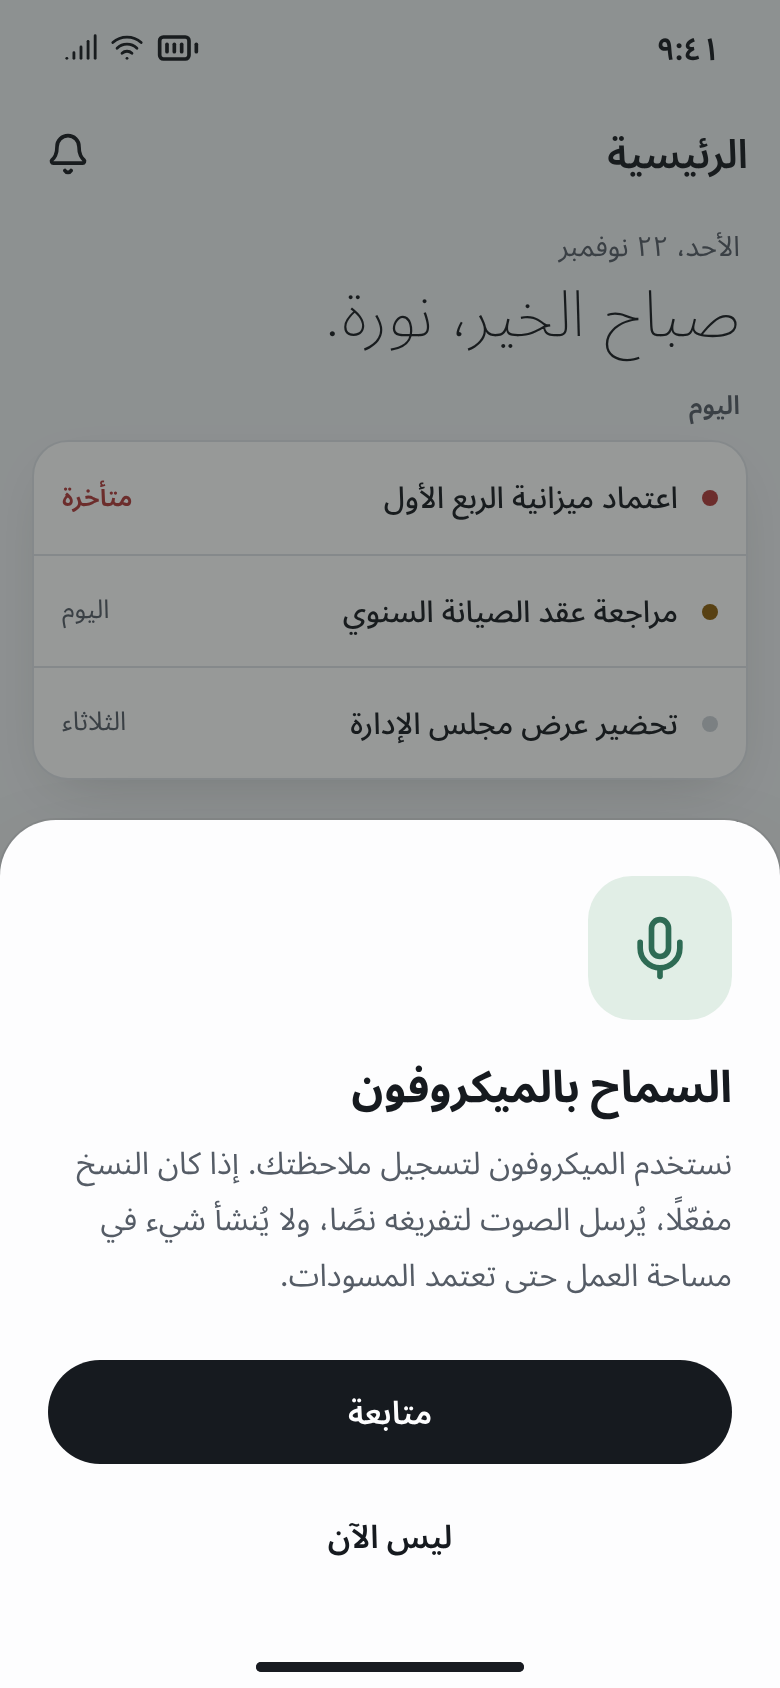 ٩:٤١
الرئيسية
الأحد، ٢٢ نوفمبر
صباح الخير، نورة.
اليوم
اعتماد ميزانية الربع الأول
متأخرة
مراجعة عقد الصيانة السنوي
اليوم
تحضير عرض مجلس الإدارة
الثلاثاء
السماح بالميكروفون
نستخدم الميكروفون لتسجيل ملاحظتك. إذا كان النسخ
مفعّلًا، يُرسل الصوت لتفريغه نصًا، ولا يُنشأ شيء في
مساحة العمل حتى تعتمد المسودات.
متابعة
ليس الآن